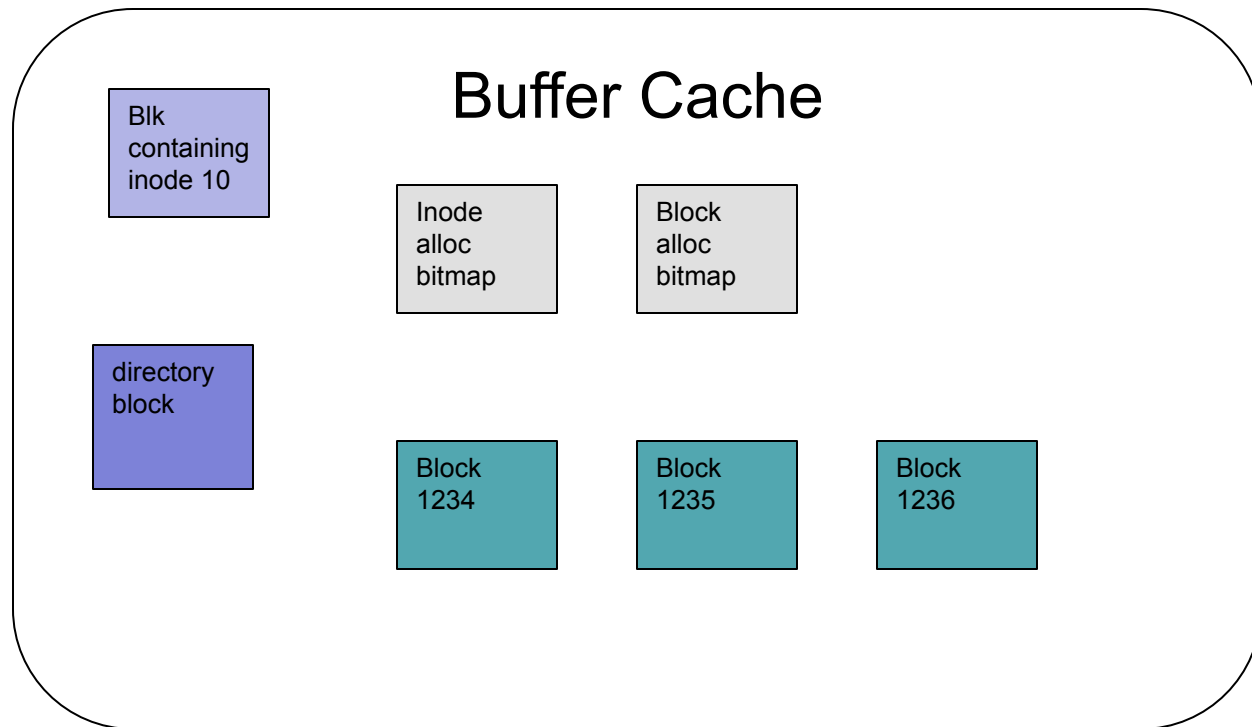 Buffer Cache
Blk
containing
inode 10
Inode
alloc
bitmap
Block
alloc
bitmap
directory
block
Block
1234
Block
1235
Block
1236